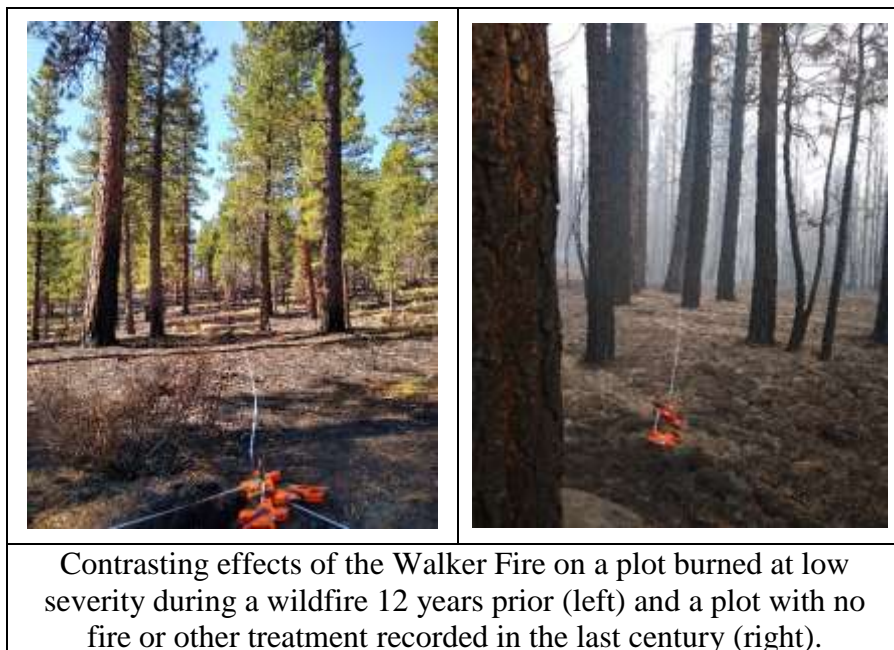 Contrasting effects of the Walker Fire on a plot burned at low
severity during a wildfire 12 years prior (left) and a plot with no
fire or other treatment recorded in the last century (right).